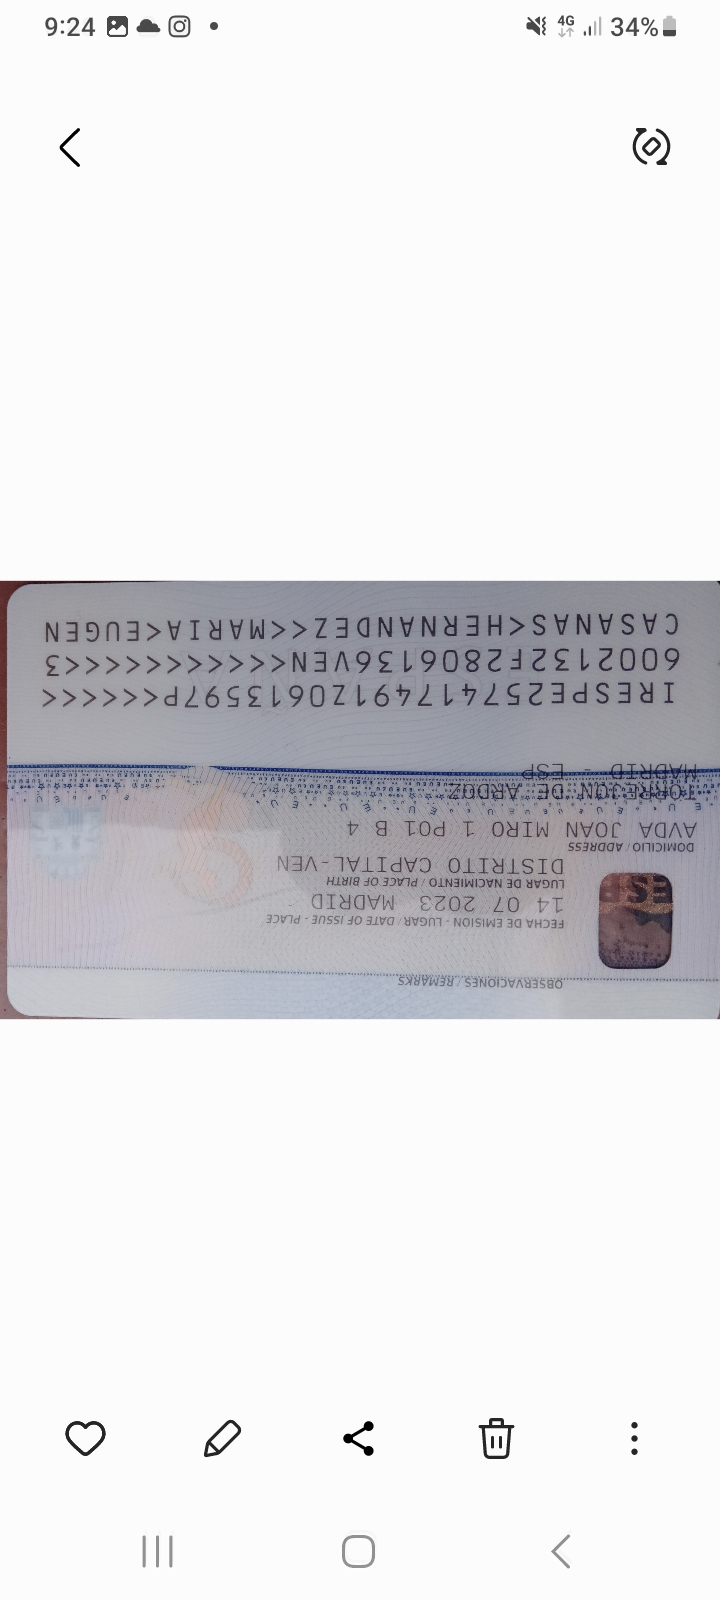 9:24
4G
34%
OBSERVACIONES / REMARKS
FECHA DE EMISION - LUGAR / DATE OF ISSUE - PLACE
14 07 2023 MADRID
LUGAR DE NACIMIENTO / PLACE OF BIRTH
DISTRITO CAPITAL-VEN
DOMICILIO / ADDRESS
AVDA JOAN MIRO 1 P01 B 4
TORREJON DE ARDOZ
MADRID - ESP
IRESPE257417491Z0613597P<<<<<<
6002132F2806136VEN<<<<<<<<<<<3
CASANAS<HERNANDEZ<<MARIA<EUGEN